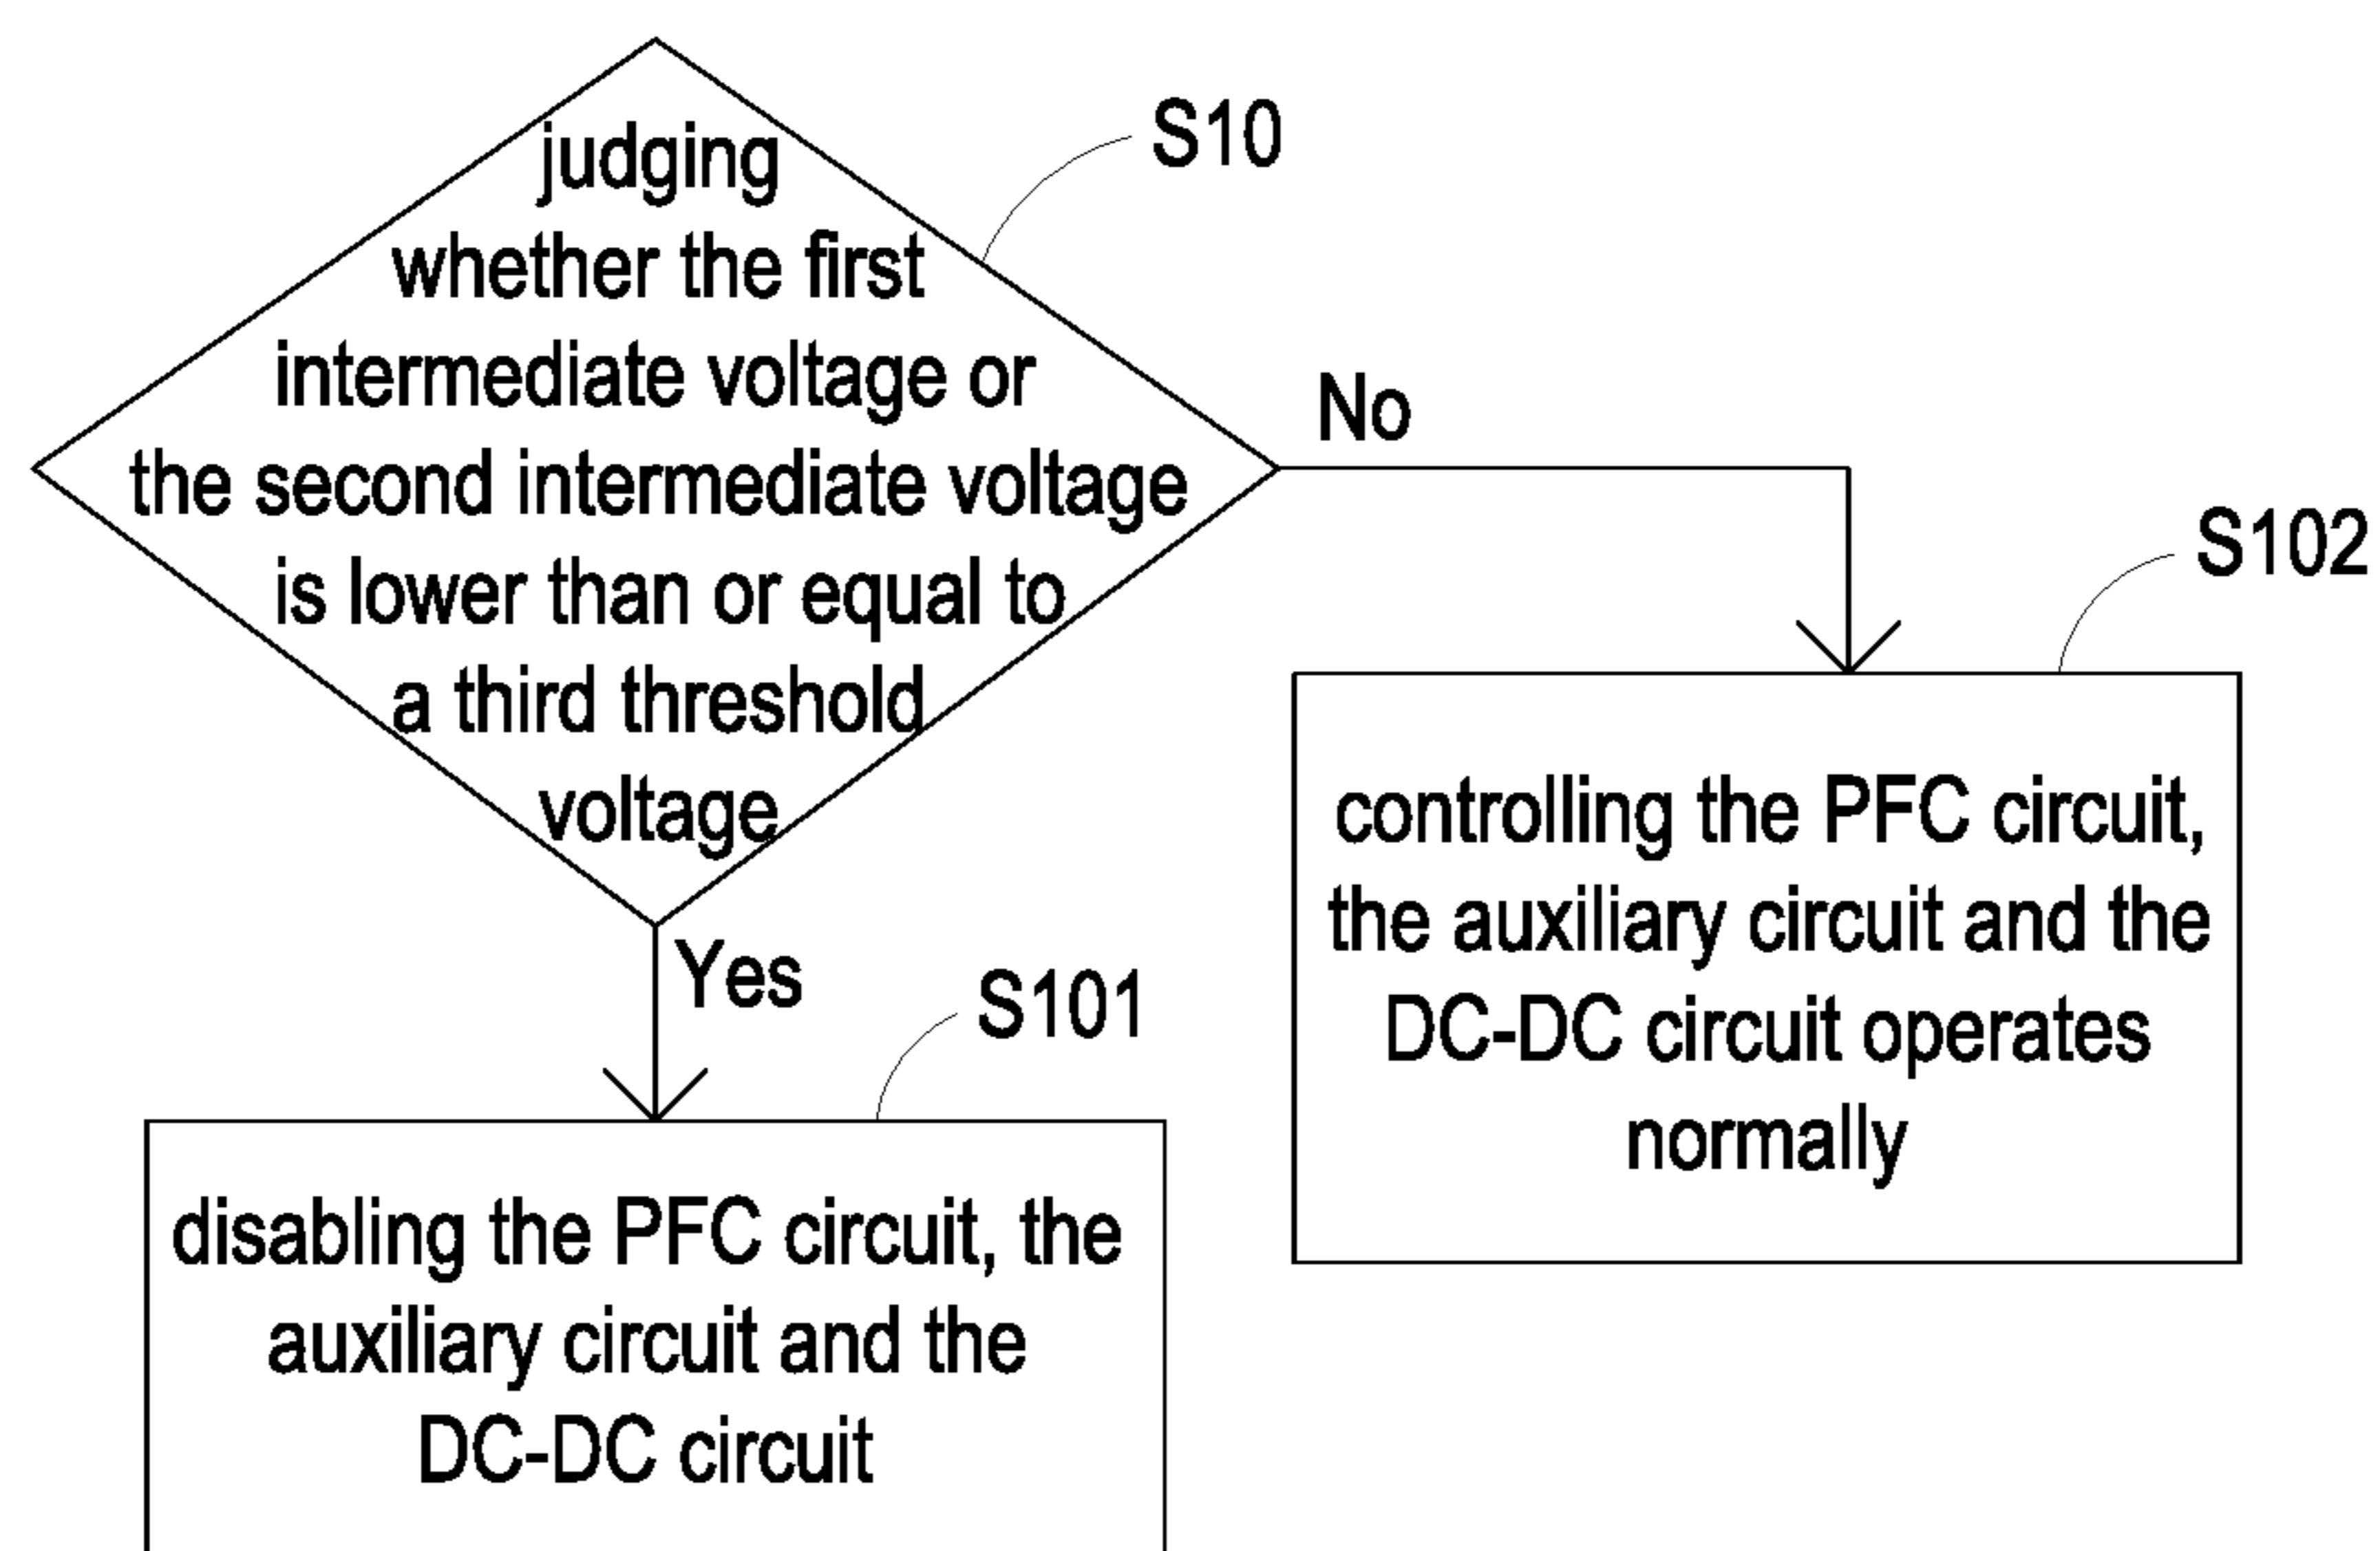 judging
whether the first
intermediate voltage or
the second intermediate voltage
is lower than or equal to
a third threshold
voltage
S10
No
S102
controlling the PFC circuit,
the auxiliary circuit and the
DC-DC circuit operates
normally
Yes
S101
disabling the PFC circuit, the
auxiliary circuit and the
DC-DC circuit